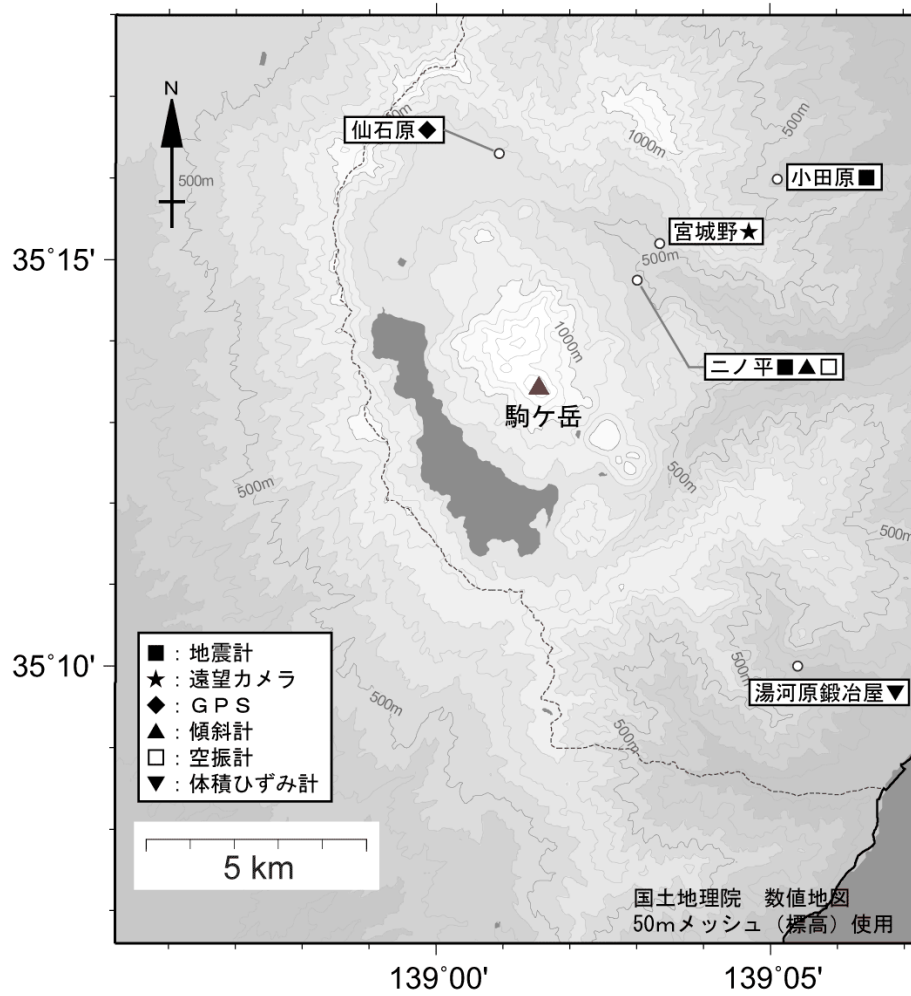 N
仙石原◆
500m
1000m
500m
500m
小田原■
宮城野★
35°15'
500m
1000m
二ノ平■▲□
駒ケ岳
500m
500m
500m
35°10'
湯河原鍛冶屋▼
500m
500m
500m
■:地震計
★:遠望カメラ
◆:GPS
▲:傾斜計
□:空振計
▼:体積ひずみ計
5 km
国土地理院 数値地図
50mメッシュ(標高)使用
139°00'
139°05'